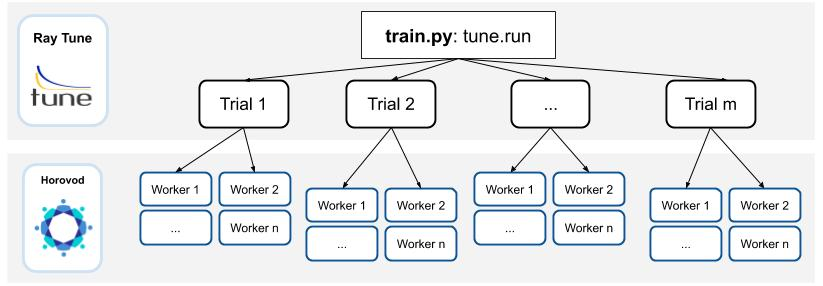 Ray Tune
tune
train.py: tune.run
Trial 1
Trial 2
...
Trial m
Horovod
Worker 1
Worker 2
...
Worker n
Worker 1
Worker 2
...
Worker n
Worker 1
Worker 2
...
Worker n
Worker 1
Worker 2
...
Worker n